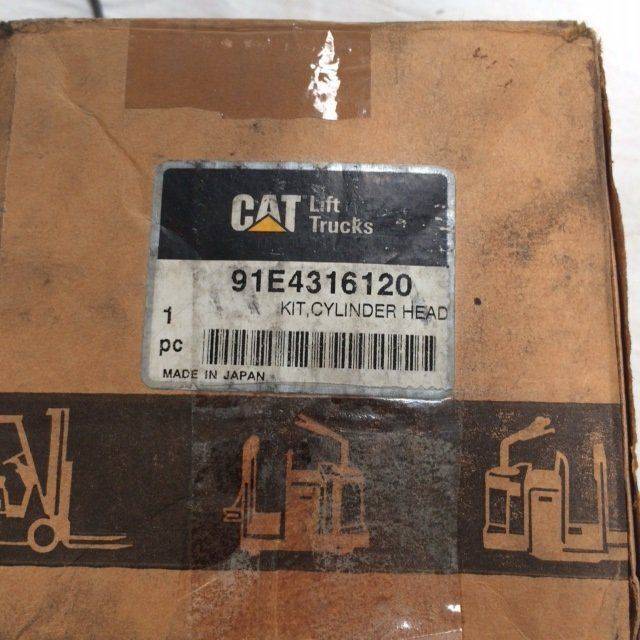 CAT Lift Trucks
91E4316120
KIT,CYLINDER HEAD
1
pc
MADE IN JAPAN